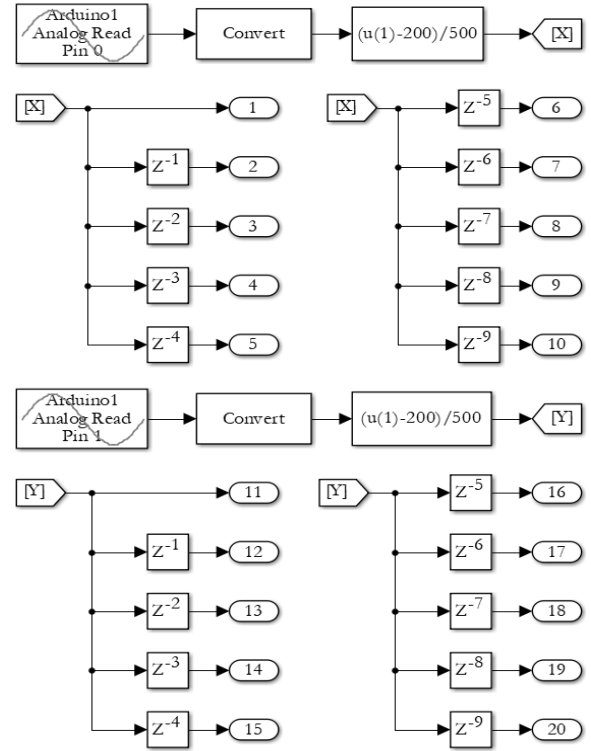 Arduino1
Analog Read
Pin 0
Convert
(u(1)-200)/500
[X]
[X]
1
Z-1
2
Z-2
3
Z-3
4
Z-4
5
[X]
Z-5
6
Z-6
7
Z-7
8
Z-8
9
Z-9
10
Arduino1
Analog Read
Pin 1
Convert
(u(1)-200)/500
[Y]
[Y]
11
Z-1
12
Z-2
13
Z-3
14
Z-4
15
[Y]
Z-5
16
Z-6
17
Z-7
18
Z-8
19
Z-9
20